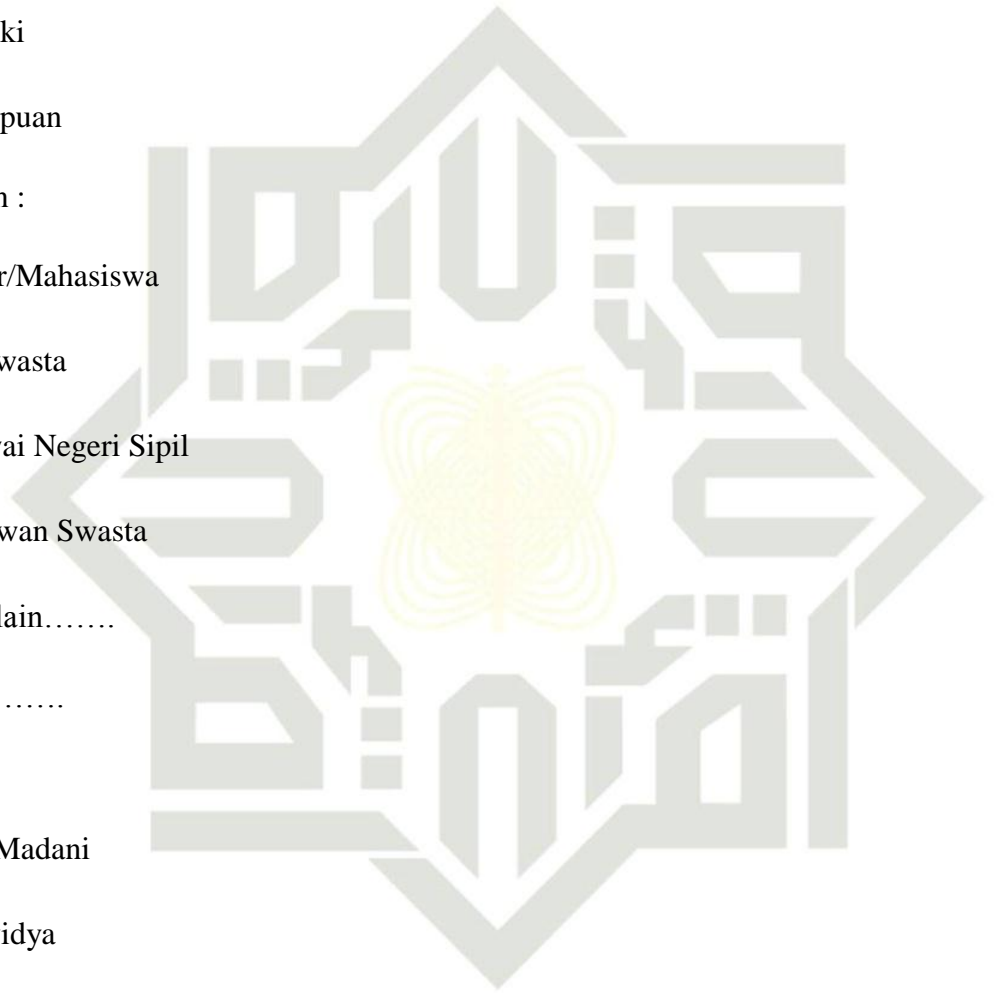 ki
puan
n :
r/Mahasiswa
wasta
ai Negeri Sipil
wan Swasta
lain…….
…….
Madani
idya